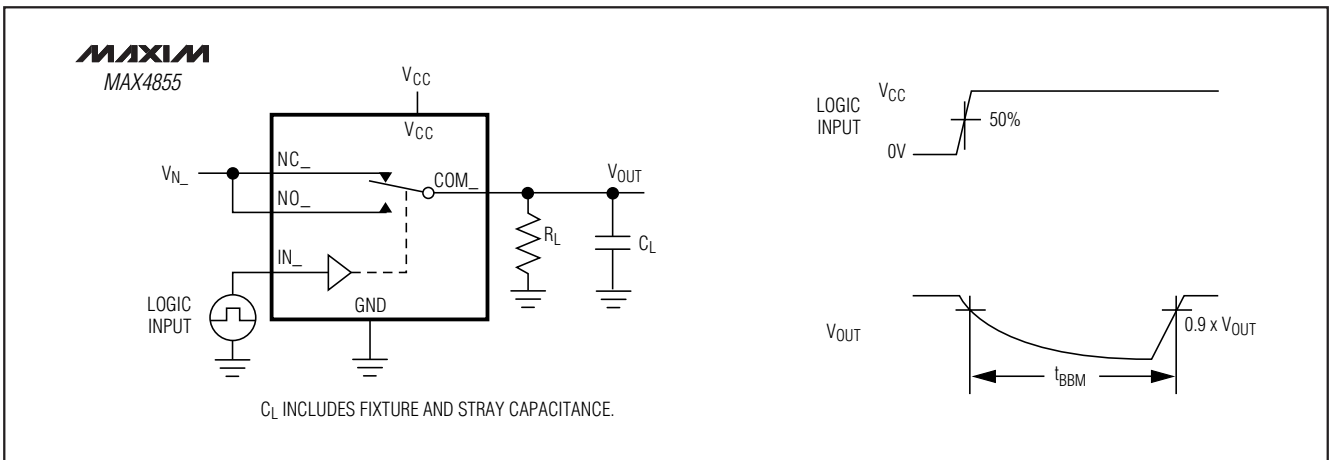 MAXIM
MAX4855
VCC
VCC
VN_
NC_
NO_
COM_
VOUT
RL
CL
IN_
LOGIC
INPUT
GND
CL INCLUDES FIXTURE AND STRAY CAPACITANCE.
LOGIC
INPUT
VCC
50%
0V
VOUT
0.9 x VOUT
tBBM